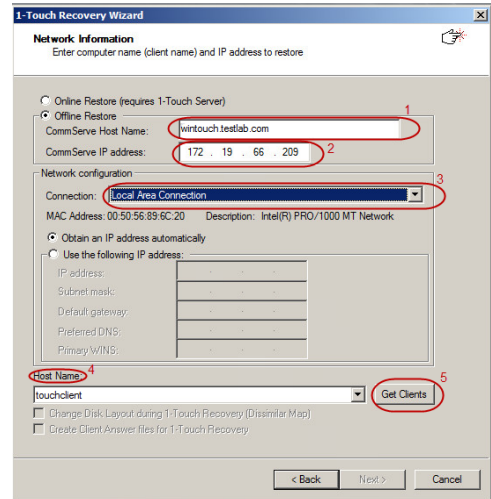 1-Touch Recovery Wizard
Network Information
Enter computer name (client name) and IP address to restore
Online Restore (requires 1-Touch Server)
Offline Restore
1
CommServe Host Name: wintouch.testlab.com
CommServe IP address: 172 . 19 . 66 . 209 2
Network configuration
3
Connection: Local Area Connection
MAC Address: 00:50:56:89:6C:20 Description: Intel(R) PRO/1000 MT Network
Obtain an IP address automatically
Use the following IP address:
IP address:
Subnet mask:
Default gateway:
Preferred DNS:
Primary WINS:
Host Name: 4
5
touchclient Get Clients
Change Disk Layout during 1-Touch Recovery (Dissimilar Map)
Create Client Answer files for 1-Touch Recovery
< Back Next > Cancel